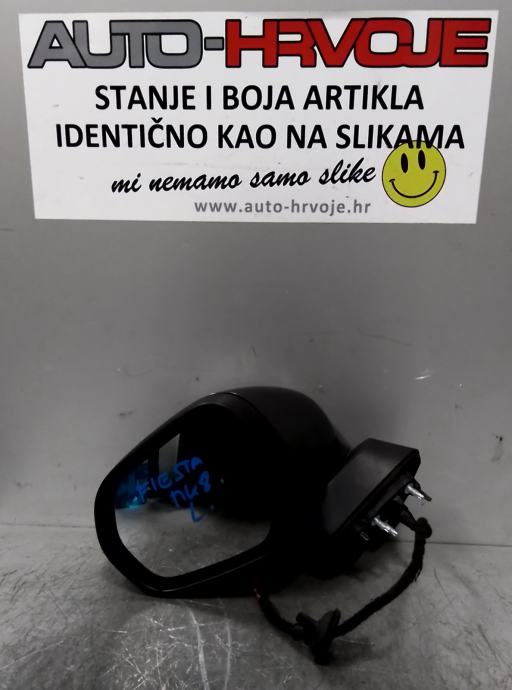 AUTO-HRVOJE
STANJE I BOJA ARTIKLA
IDENTIČNO KAO NA SLIKAMA
mi nemamo samo slike
www.auto-hrvoje.hr
FIESTA
MK8
L.